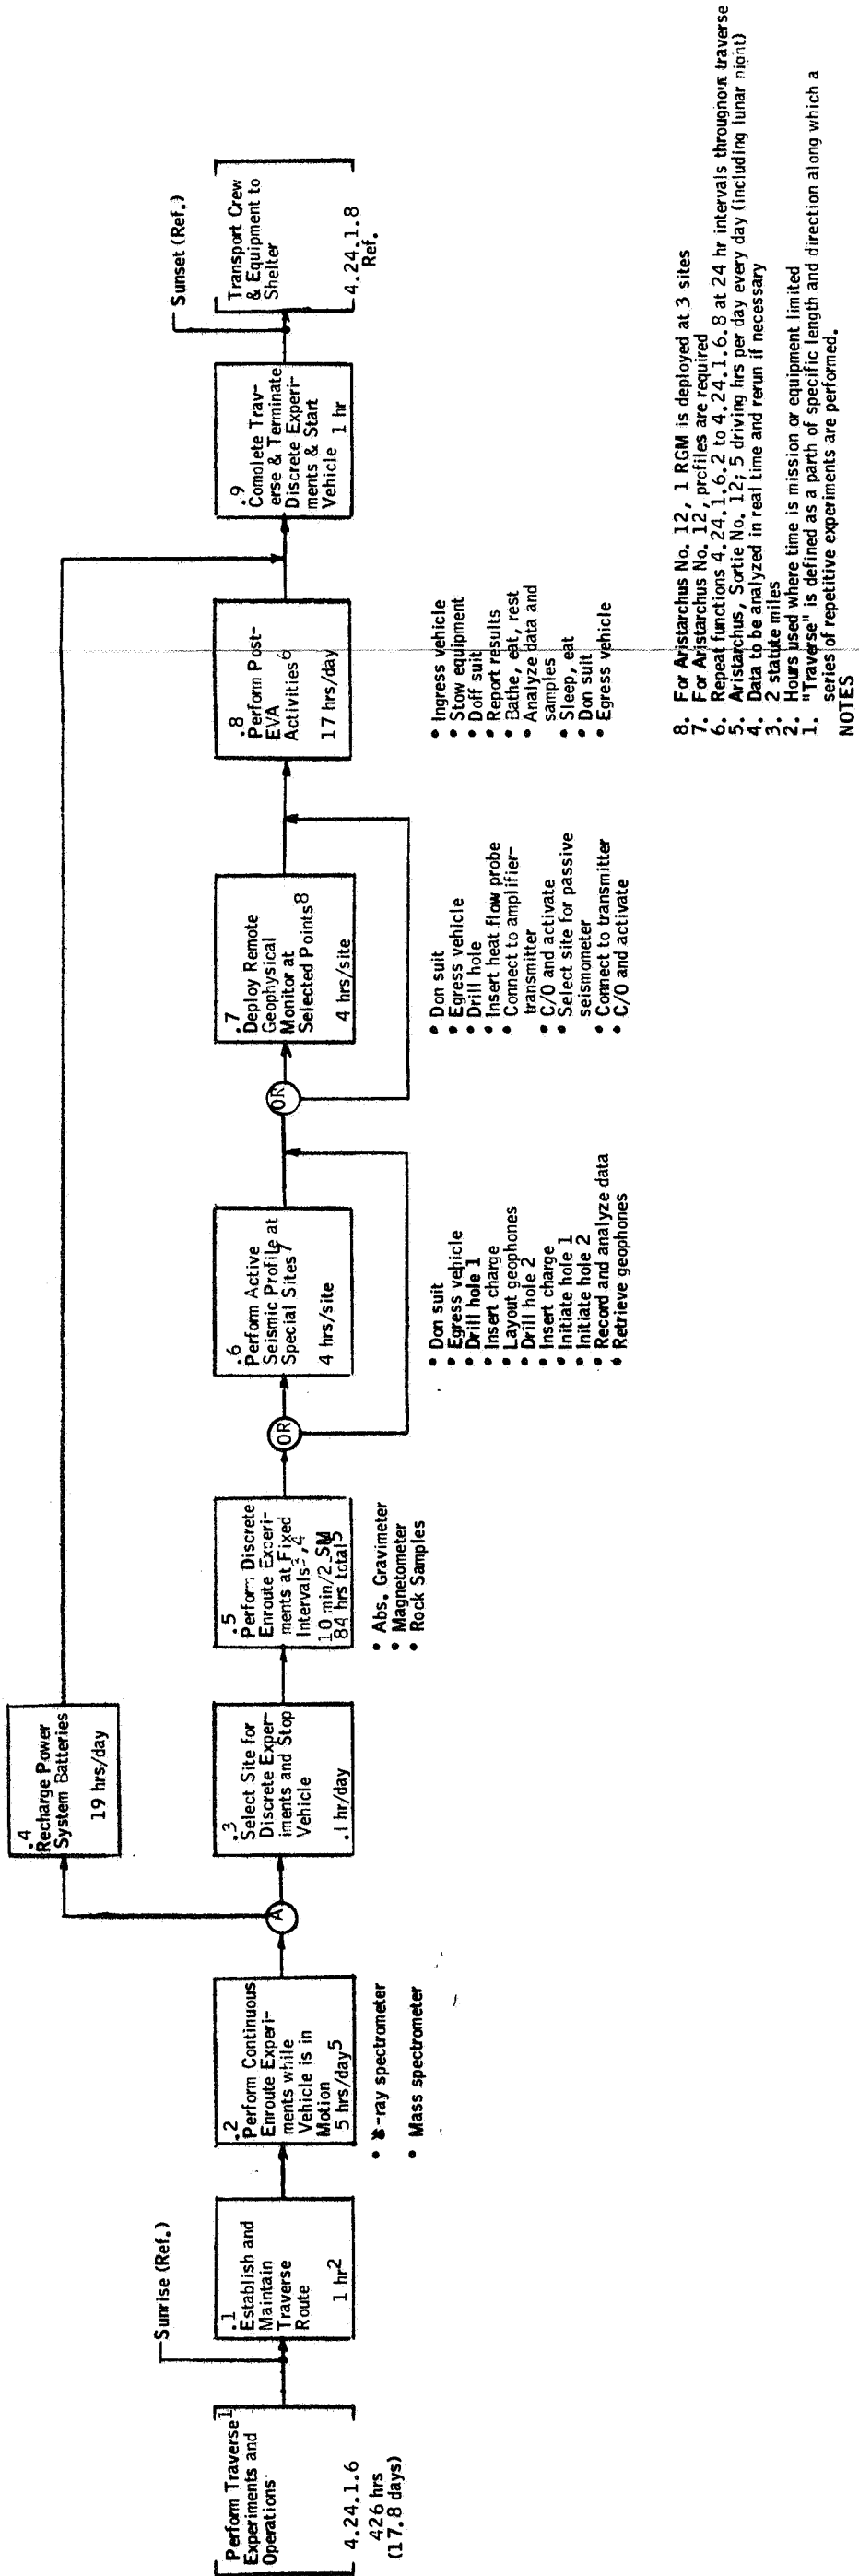 Perform Traverse1
Experiments and
Operations
4.24.1.6
426 hrs
(17.8 days)
Sunrise (Ref.)
.1
Establish and
Maintain
Traverse
Route
1 hr2
.2
Perform Continuous
Enroute Experi-
ments while
Vehicle is in
Motion
5 hrs/day5
• -ray spectrometer
• Mass spectrometer
A
.3
Select Site for
Discrete Exper-
iments and Stop
Vehicle
.1 hr/day
.4
Recharge Power
System Batteries
19 hrs/day
.5
Perform Discrete
Enroute Experi-
ments at Fixed
Intervals3,4
10 min/2 SM
84 hrs total5
• Abs. Gravimeter
• Magnetometer
• Rock Samples
OR
.6
Perform Active
Seismic Profile at
Special Sites7
4 hrs/site
• Don suit
• Egress vehicle
• Drill hole 1
• Insert charge
• Layout geophones
• Drill hole 2
• Insert charge
• Initiate hole 1
• Initiate hole 2
• Record and analyze data
• Retrieve geophones
OR
.7
Deploy Remote
Geophysical
Monitor at
Selected Points8
4 hrs/site
• Don suit
• Egress vehicle
• Drill hole
• Insert heat flow probe
• Connect to amplifier-
transmitter
• C/O and activate
• Select site for passive
seismometer
• Connect to transmitter
• C/O and activate
.8
Perform Post-
EVA
Activities6
17 hrs/day
• Ingress vehicle
• Stow equipment
• Doff suit
• Report results
• Bathe, eat, rest
• Analyze data and
samples
• Sleep, eat
• Don suit
• Egress vehicle
.9
Comolete Trav-
erse & Terminate
Discrete Experi-
ments & Start
Vehicle 1 hr
Sunset (Ref.)
Transport Crew
& Equipment to
Shelter
4.24.1.8
Ref.
8. For Aristarchus No. 12, 1 RGM is deployed at 3 sites
7. For Aristarchus No. 12, profiles are required
6. Repeat functions 4.24.1.6.2 to 4.24.1.6.8 at 24 hr intervals throughout traverse
5. Aristarchus, Sortie No. 12; 5 driving hrs per day every day (including lunar night)
4. Data to be analyzed in real time and rerun if necessary
3. 2 statute miles
2. Hours used where time is mission or equipment limited
1. "Traverse" is defined as a parth of specific length and direction along which a
series of repetitive experiments are performed.
NOTES